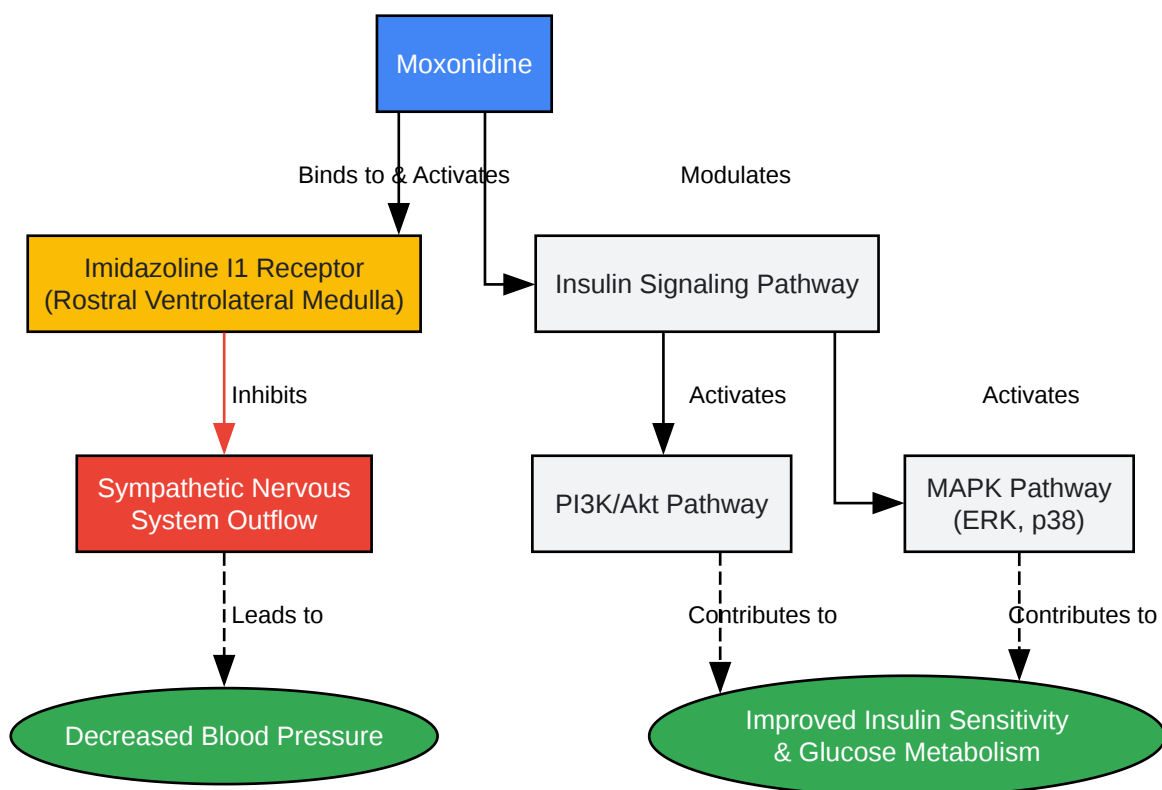 Moxonidine
Binds to & Activates
Modulates
Imidazoline I1 Receptor
(Rostral Ventrolateral Medulla)
Insulin Signaling Pathway
Inhibits
Activates
Activates
Sympathetic Nervous
System Outflow
PI3K/Akt Pathway
MAPK Pathway
(ERK, p38)
Leads to
Contributes to
Contributes to
Decreased Blood Pressure
Improved Insulin Sensitivity
& Glucose Metabolism